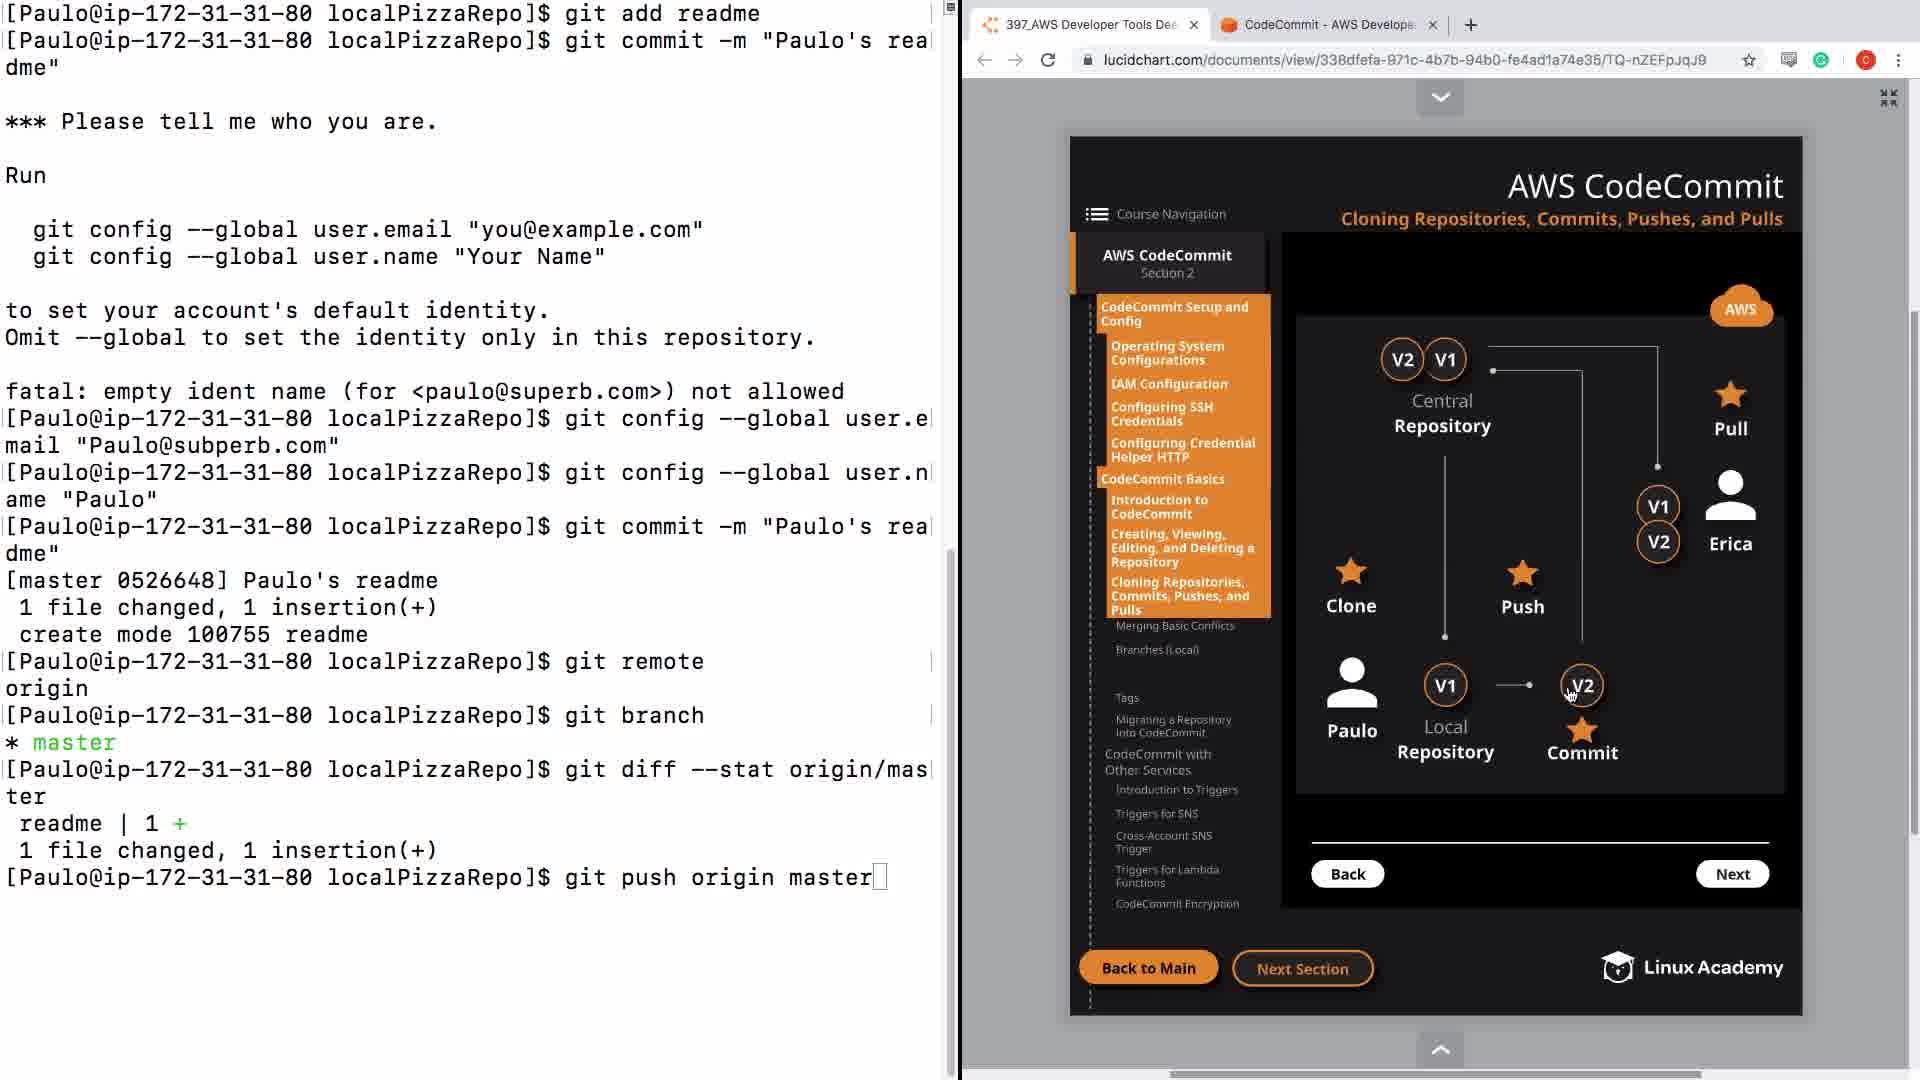 [Paulo@ip-172-31-31-80 localPizzaRepo]$ git add readme
[Paulo@ip-172-31-31-80 localPizzaRepo]$ git commit -m "Paulo's rea
dme"
*** Please tell me who you are.
Run
git config --global user.email "you@example.com"
git config --global user.name "Your Name"
to set your account's default identity.
Omit --global to set the identity only in this repository.
fatal: empty ident name (for <paulo@superb.com>) not allowed
[Paulo@ip-172-31-31-80 localPizzaRepo]$ git config --global user.e
mail "Paulo@subperb.com"
[Paulo@ip-172-31-31-80 localPizzaRepo]$ git config --global user.n
ame "Paulo"
[Paulo@ip-172-31-31-80 localPizzaRepo]$ git commit -m "Paulo's rea
dme"
[master 0526648] Paulo's readme
1 file changed, 1 insertion(+)
create mode 100755 readme
[Paulo@ip-172-31-31-80 localPizzaRepo]$ git remote
origin
[Paulo@ip-172-31-31-80 localPizzaRepo]$ git branch
* master
[Paulo@ip-172-31-31-80 localPizzaRepo]$ git diff --stat origin/mas
ter
readme | 1 +
1 file changed, 1 insertion(+)
[Paulo@ip-172-31-31-80 localPizzaRepo]$ git push origin master
397_AWS Developer Tools Dee
CodeCommit - AWS Develope
lucidchart.com/documents/view/338dfefa-971c-4b7b-94b0-fe4ad1a74e35/TQ-nZEFpJqJ9
C
AWS CodeCommit
Cloning Repositories, Commits, Pushes, and Pulls
Course Navigation
AWS CodeCommit
Section 2
CodeCommit Setup and
Config
Operating System
Configurations
IAM Configuration
Configuring SSH
Credentials
Configuring Credential
Helper HTTP
CodeCommit Basics
Introduction to
CodeCommit
Creating, Viewing,
Editing, and Deleting a
Repository
Cloning Repositories,
Commits, Pushes, and
Pulls
Merging Basic Conflicts
Branches (Local)
Tags
Migrating a Repository
into CodeCommit
CodeCommit with
Other Services
Introduction to Triggers
Triggers for SNS
Cross-Account SNS
Trigger
Triggers for Lambda
Functions
CodeCommit Encryption
AWS
V2 V1
Central
Repository
Pull
V1
V2
Erica
Clone
Push
Paulo
V1
Local
Repository
V2
Commit
Back
Next
Back to Main
Next Section
Linux Academy